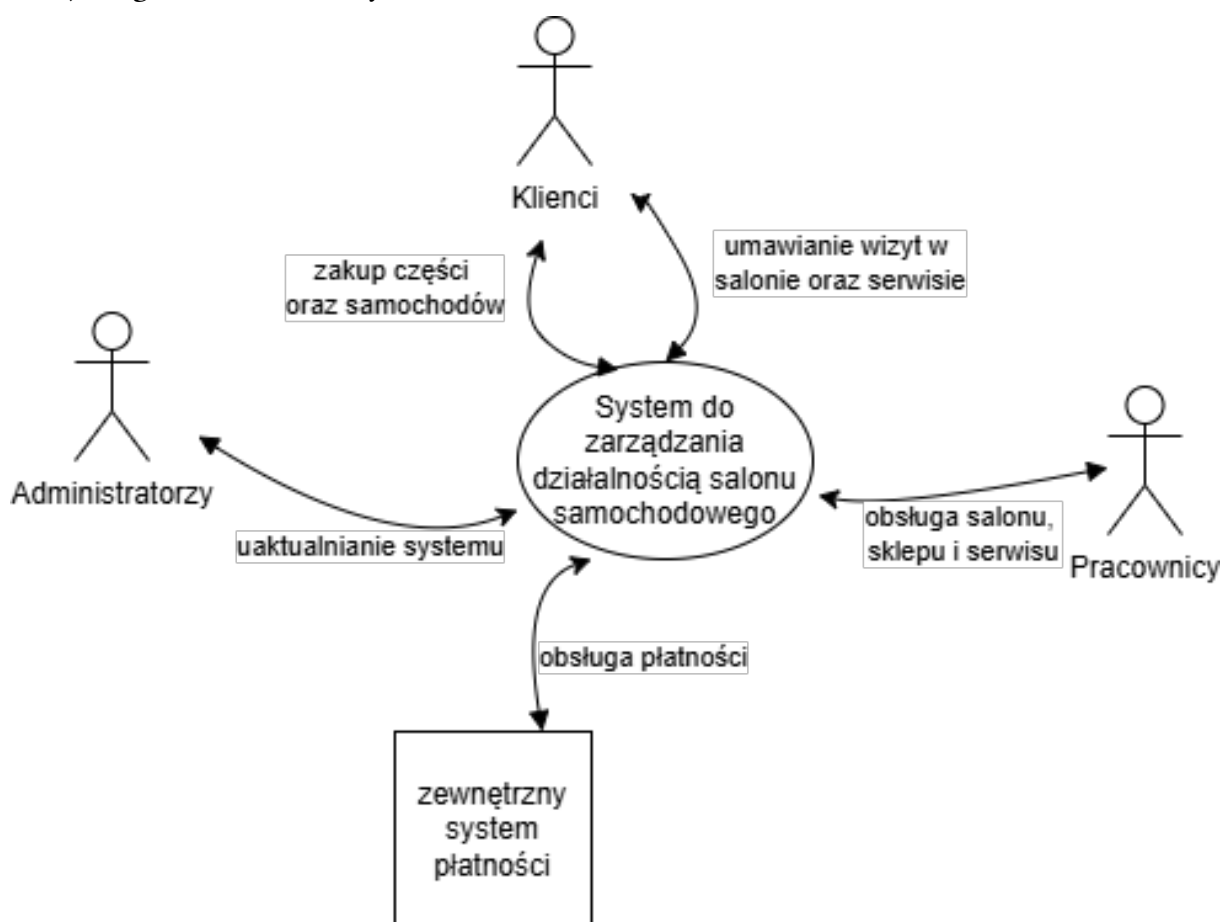 Klienci
zakup części
oraz samochodów
umawianie wizyt w
salonie oraz serwisie
Administratorzy
uaktualnianie systemu
System do
zarządzania
działalnością salonu
samochodowego
obsługa salonu,
sklepu i serwisu
Pracownicy
obsługa płatności
zewnętrzny
system
płatności